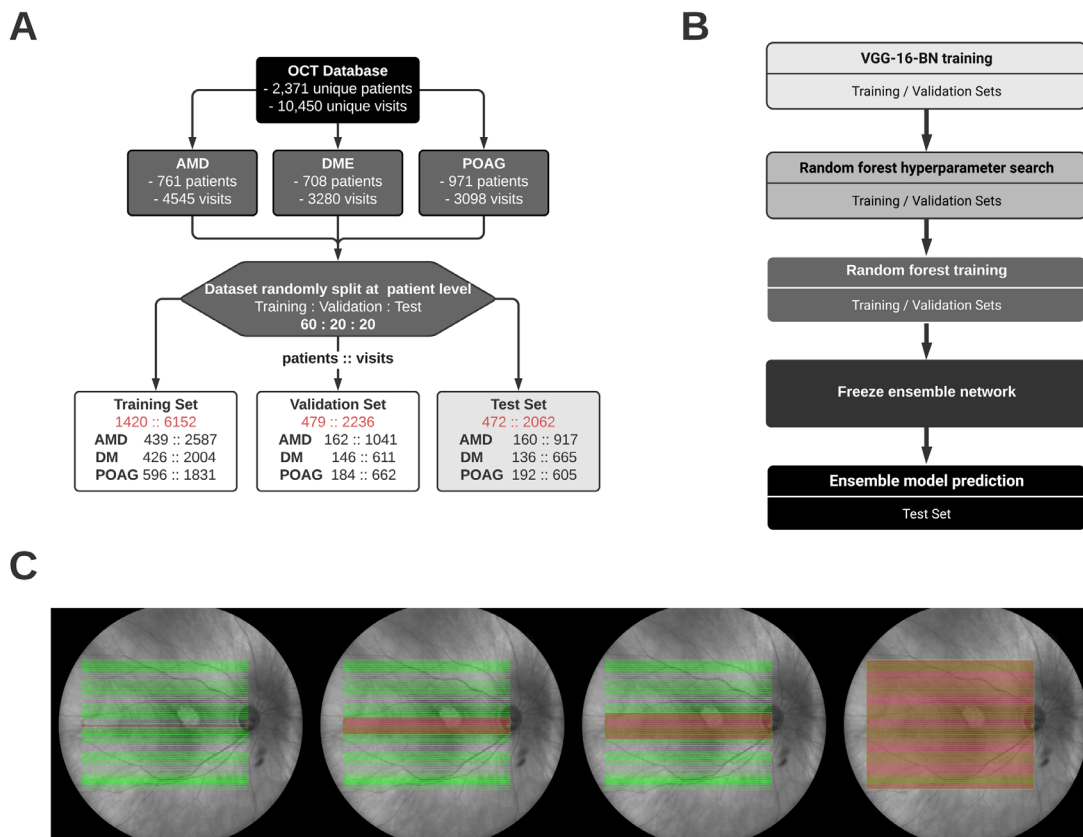 A
OCT Database
- 2,371 unique patients
- 10,450 unique visits
AMD
- 761 patients
- 4545 visits
DME
- 708 patients
- 3280 visits
POAG
- 971 patients
- 3098 visits
Dataset randomly split at patient level
Training : Validation : Test
60 : 20 : 20
patients :: visits
Training Set
1420 :: 6152
AMD 439 :: 2587
DM 426 :: 2004
POAG 596 :: 1831
Validation Set
479 :: 2236
AMD 162 :: 1041
DM 146 :: 611
POAG 184 :: 662
Test Set
472 :: 2062
AMD 160 :: 917
DM 136 :: 665
POAG 192 :: 605
B
VGG-16-BN training
Training / Validation Sets
Random forest hyperparameter search
Training / Validation Sets
Random forest training
Training / Validation Sets
Freeze ensemble network
Ensemble model prediction
Test Set
C